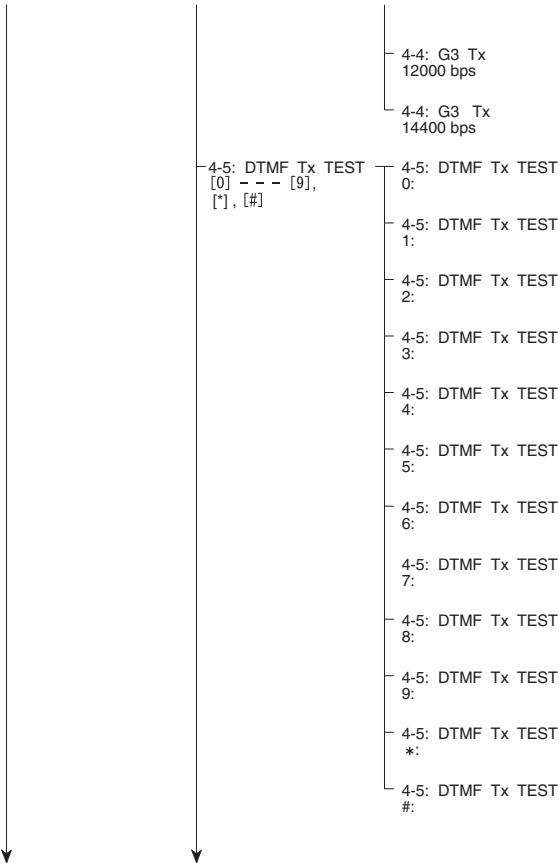 4-4: G3 Tx
12000 bps
4-4: G3 Tx
14400 bps
4-5: DTMF Tx TEST
[0] – – – [9],
[*] , [#]
4-5: DTMF Tx TEST
0:
4-5: DTMF Tx TEST
1:
4-5: DTMF Tx TEST
2:
4-5: DTMF Tx TEST
3:
4-5: DTMF Tx TEST
4:
4-5: DTMF Tx TEST
5:
4-5: DTMF Tx TEST
6:
4-5: DTMF Tx TEST
7:
4-5: DTMF Tx TEST
8:
4-5: DTMF Tx TEST
9:
4-5: DTMF Tx TEST
*:
4-5: DTMF Tx TEST
#: